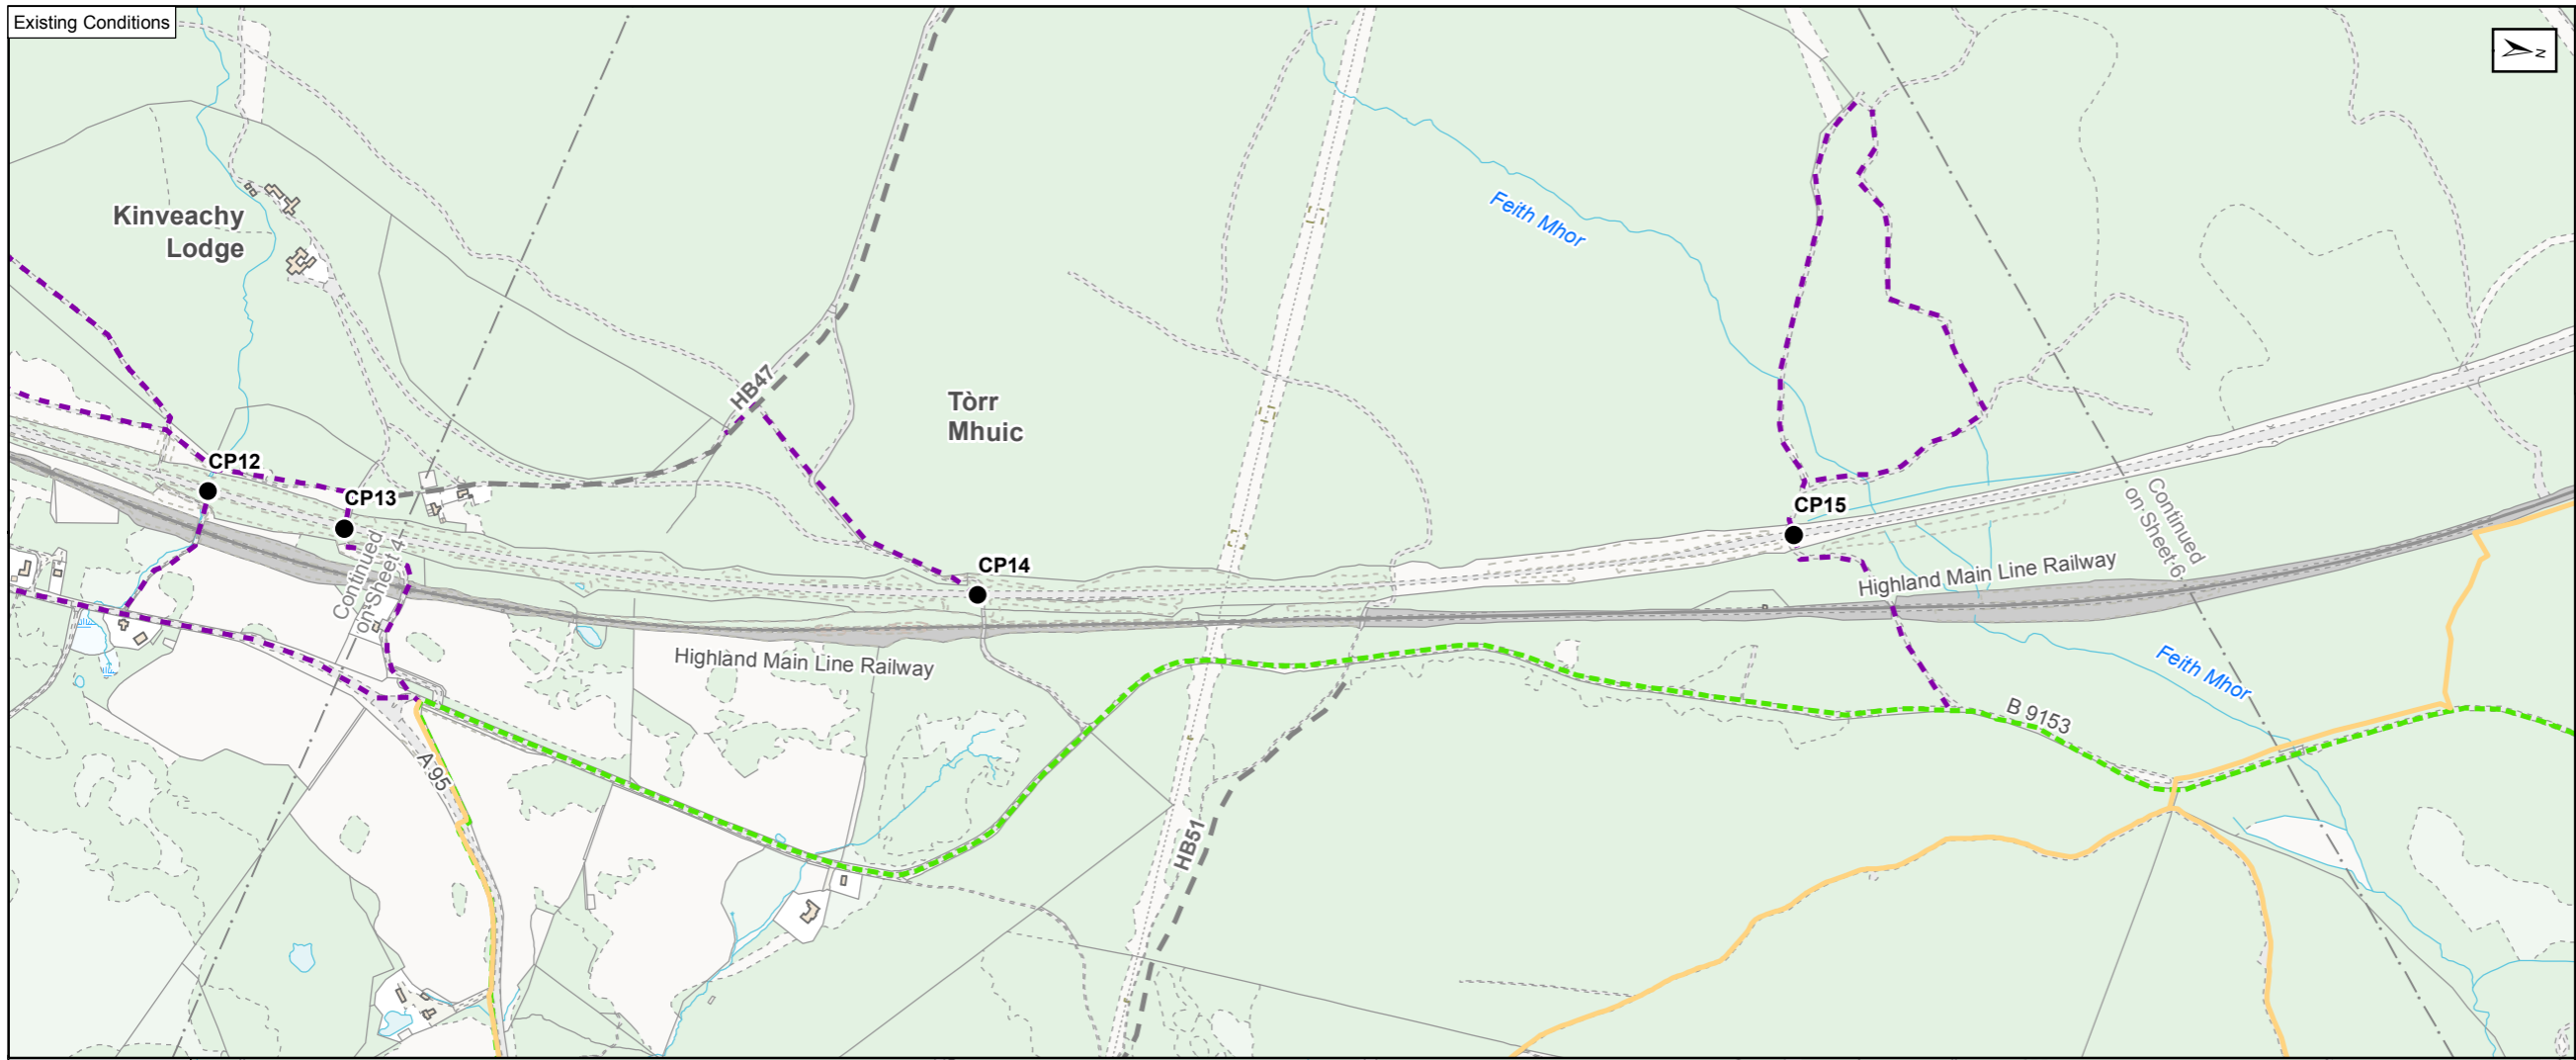 Existing Conditions
N
Kinveachy
Lodge
Feith Mhor
HB47
Tòrr
Mhuic
CP12
CP13
CP14
CP15
Continued
on Sheet 4
Continued
on Sheet 6
Highland Main Line Railway
Highland Main Line Railway
Feith Mhor
B 9153
A 95
HB51